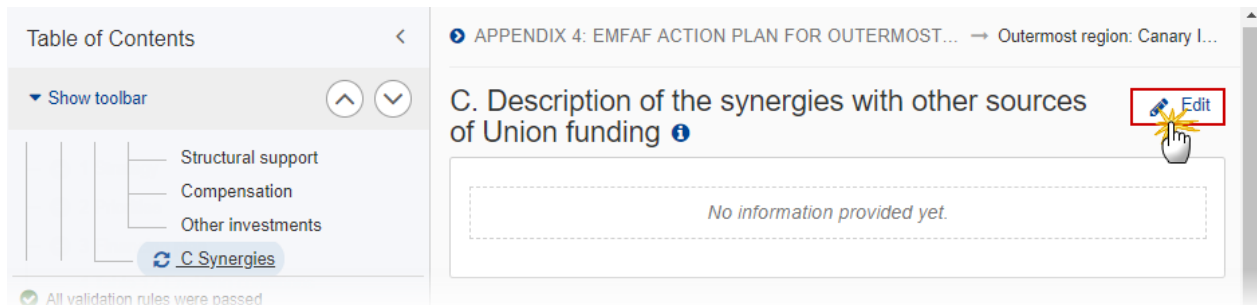 Table of Contents
APPENDIX 4: EMFAF ACTION PLAN FOR OUTERMOST... → Outermost region: Canary I...
Show toolbar
C. Description of the synergies with other sources
of Union funding
Edit
Structural support
Compensation
Other investments
C Synergies
No information provided yet.
All validation rules were passed